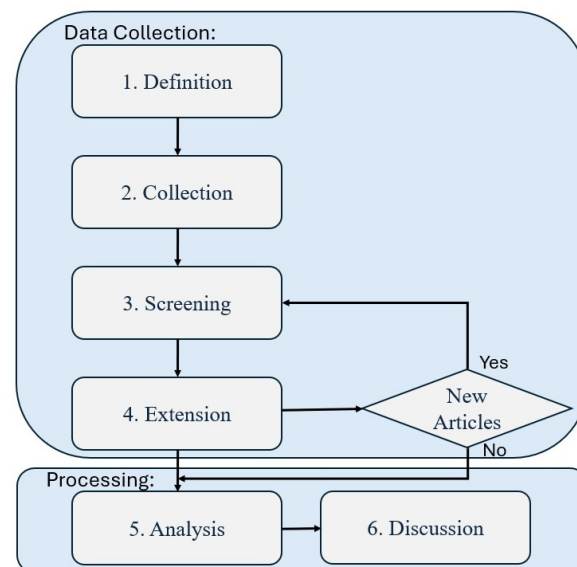 Data Collection:
1. Definition
2. Collection
3. Screening
4. Extension
Yes
New
Articles
No
Processing:
5. Analysis
6. Discussion